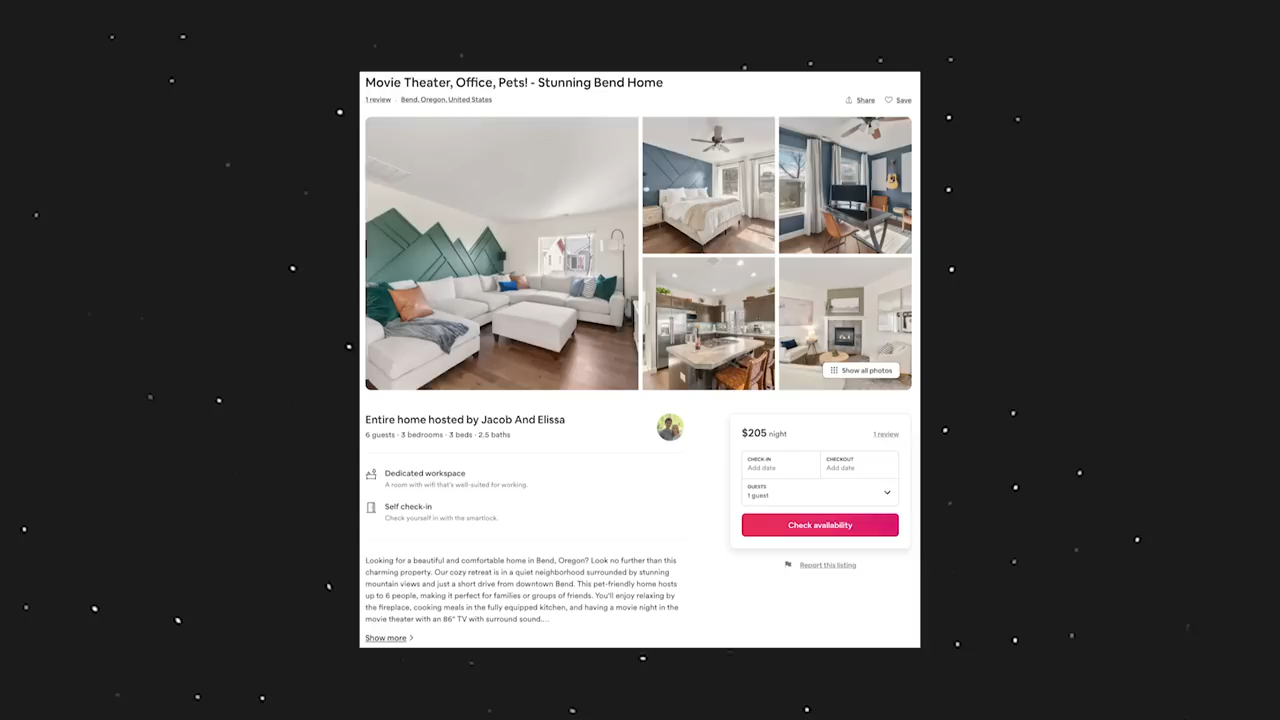 Movie Theater, Office, Pets! - Stunning Bend Home
1 review · Bend, Oregon, United States
Share Save
Show all photos
Entire home hosted by Jacob And Elissa
6 guests · 3 bedrooms · 3 beds · 2.5 baths
$205 night 1 review
CHECK-IN CHECKOUT
Add date Add date
GUESTS
1 guest
Check availability
Report this listing
Dedicated workspace
A room with wifi that's well-suited for working.
Self check-in
Check yourself in with the smartlock.
Looking for a beautiful and comfortable home in Bend, Oregon? Look no further than this
charming property. Our cozy retreat is in a quiet neighborhood surrounded by stunning
mountain views and just a short drive from downtown Bend. This pet-friendly home hosts
up to 6 people, making it perfect for families or groups of friends. You'll enjoy relaxing by
the fireplace, cooking meals in the fully equipped kitchen, and having a movie night in the
movie theater with an 86" TV with surround sound....
Show more